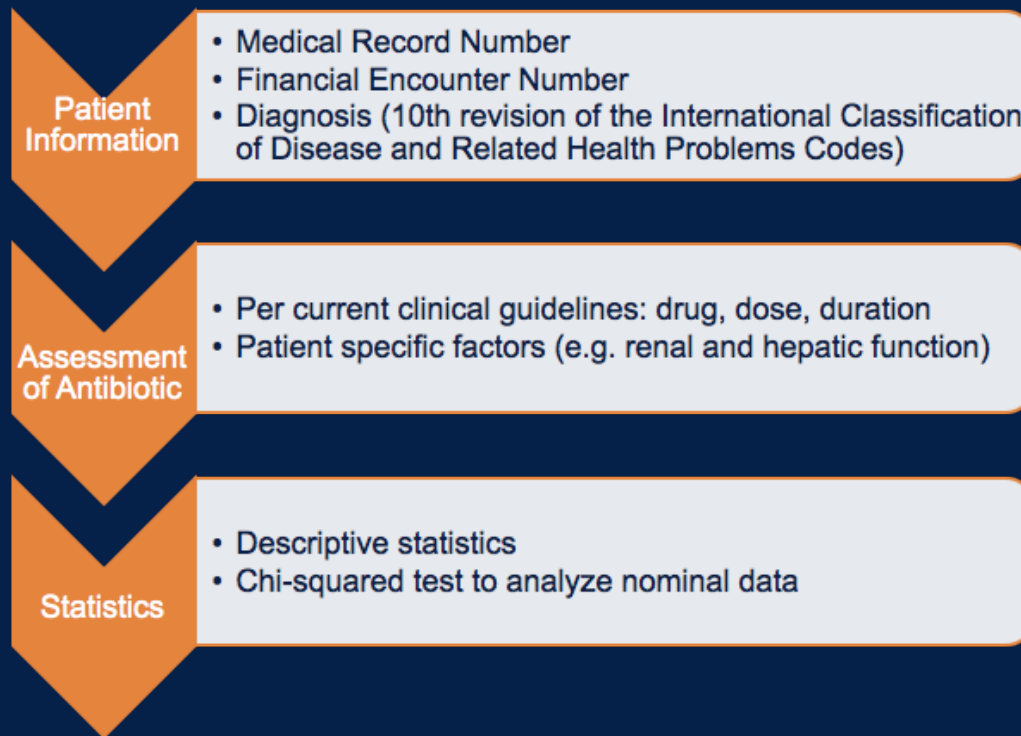 Patient
Information
• Medical Record Number
• Financial Encounter Number
• Diagnosis (10th revision of the International Classification
of Disease and Related Health Problems Codes)
Assessment
of Antibiotic
• Per current clinical guidelines: drug, dose, duration
• Patient specific factors (e.g. renal and hepatic function)
Statistics
• Descriptive statistics
• Chi-squared test to analyze nominal data